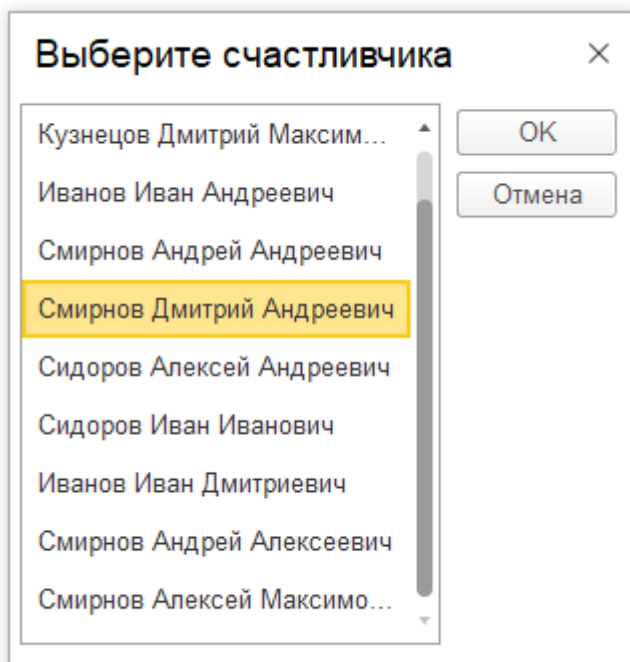 Выберите счастливчика
Кузнецов Дмитрий Максим...
OK
Иванов Иван Андреевич
Отмена
Смирнов Андрей Андреевич
Смирнов Дмитрий Андреевич
Сидоров Алексей Андреевич
Сидоров Иван Иванович
Иванов Иван Дмитриевич
Смирнов Андрей Алексеевич
Смирнов Алексей Максимо...